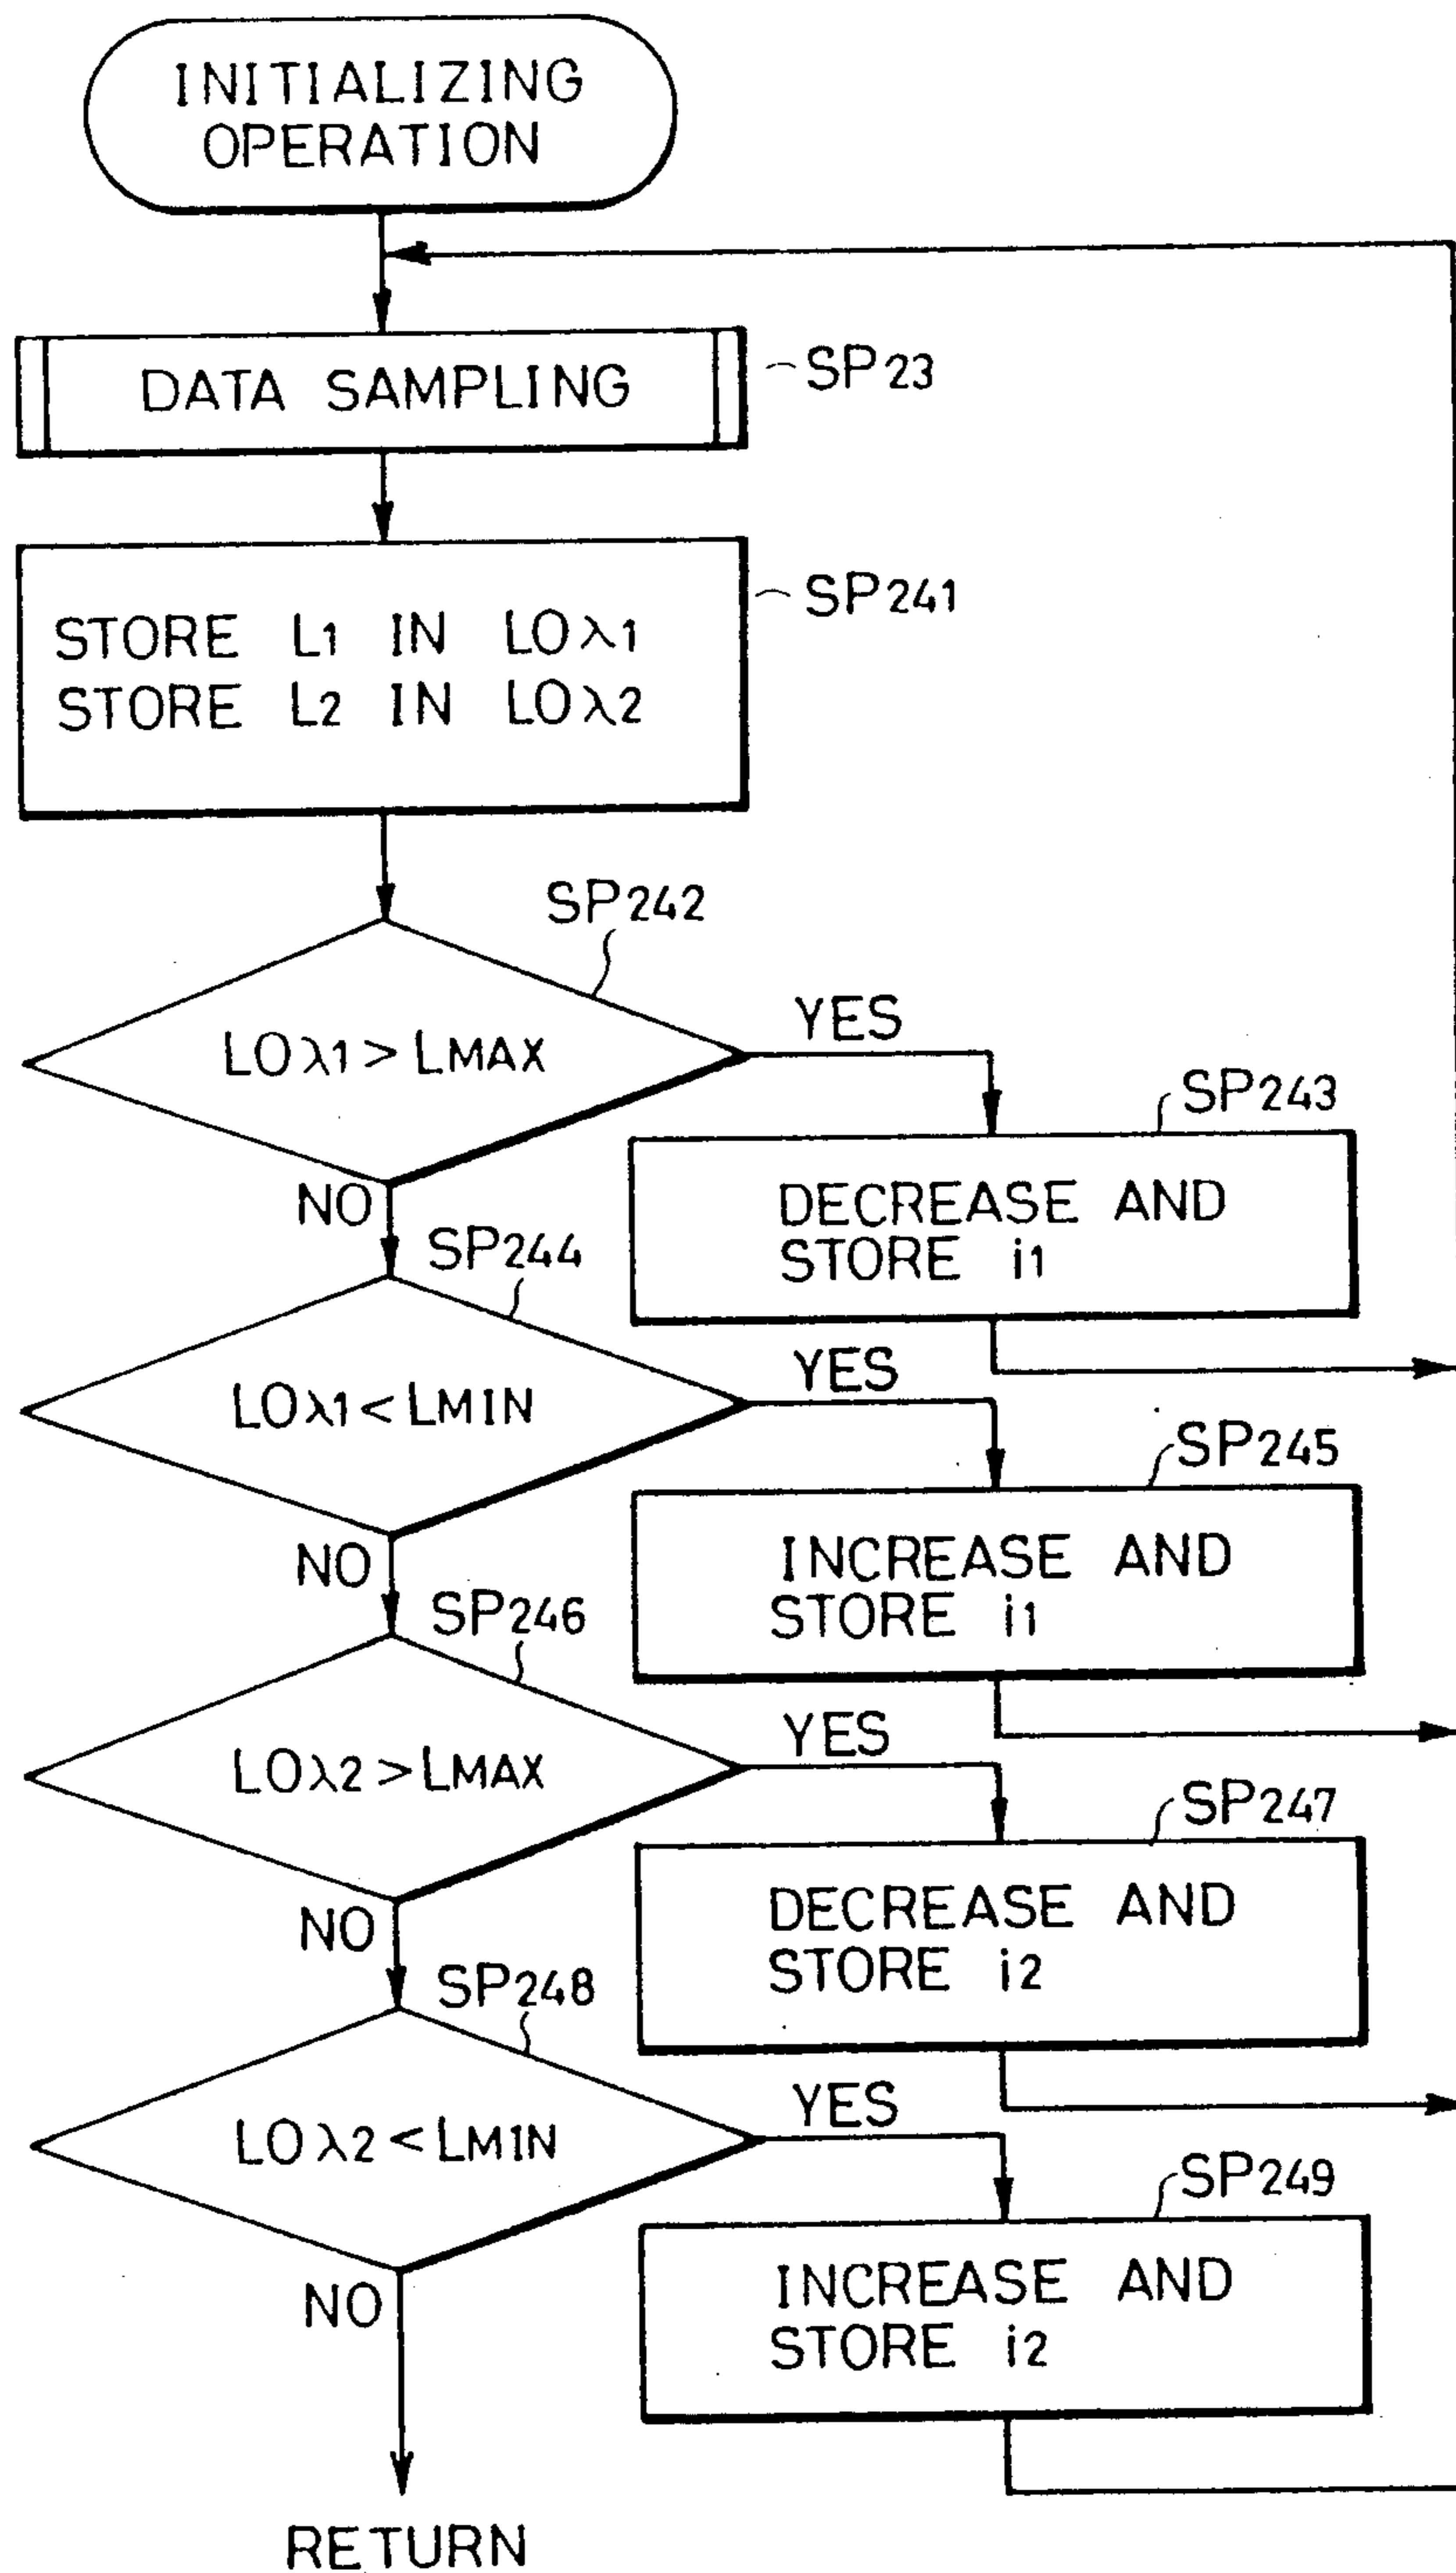 INITIALIZING
OPERATION
DATA SAMPLING
SP23
STORE L1 IN LOλ1
STORE L2 IN LOλ2
SP241
SP242
LOλ1 > LMAX
YES
NO
SP243
DECREASE AND
STORE i1
SP244
LOλ1 < LMIN
YES
NO
SP245
INCREASE AND
STORE i1
SP246
LOλ2 > LMAX
YES
NO
SP247
DECREASE AND
STORE i2
SP248
LOλ2 < LMIN
YES
NO
SP249
INCREASE AND
STORE i2
RETURN